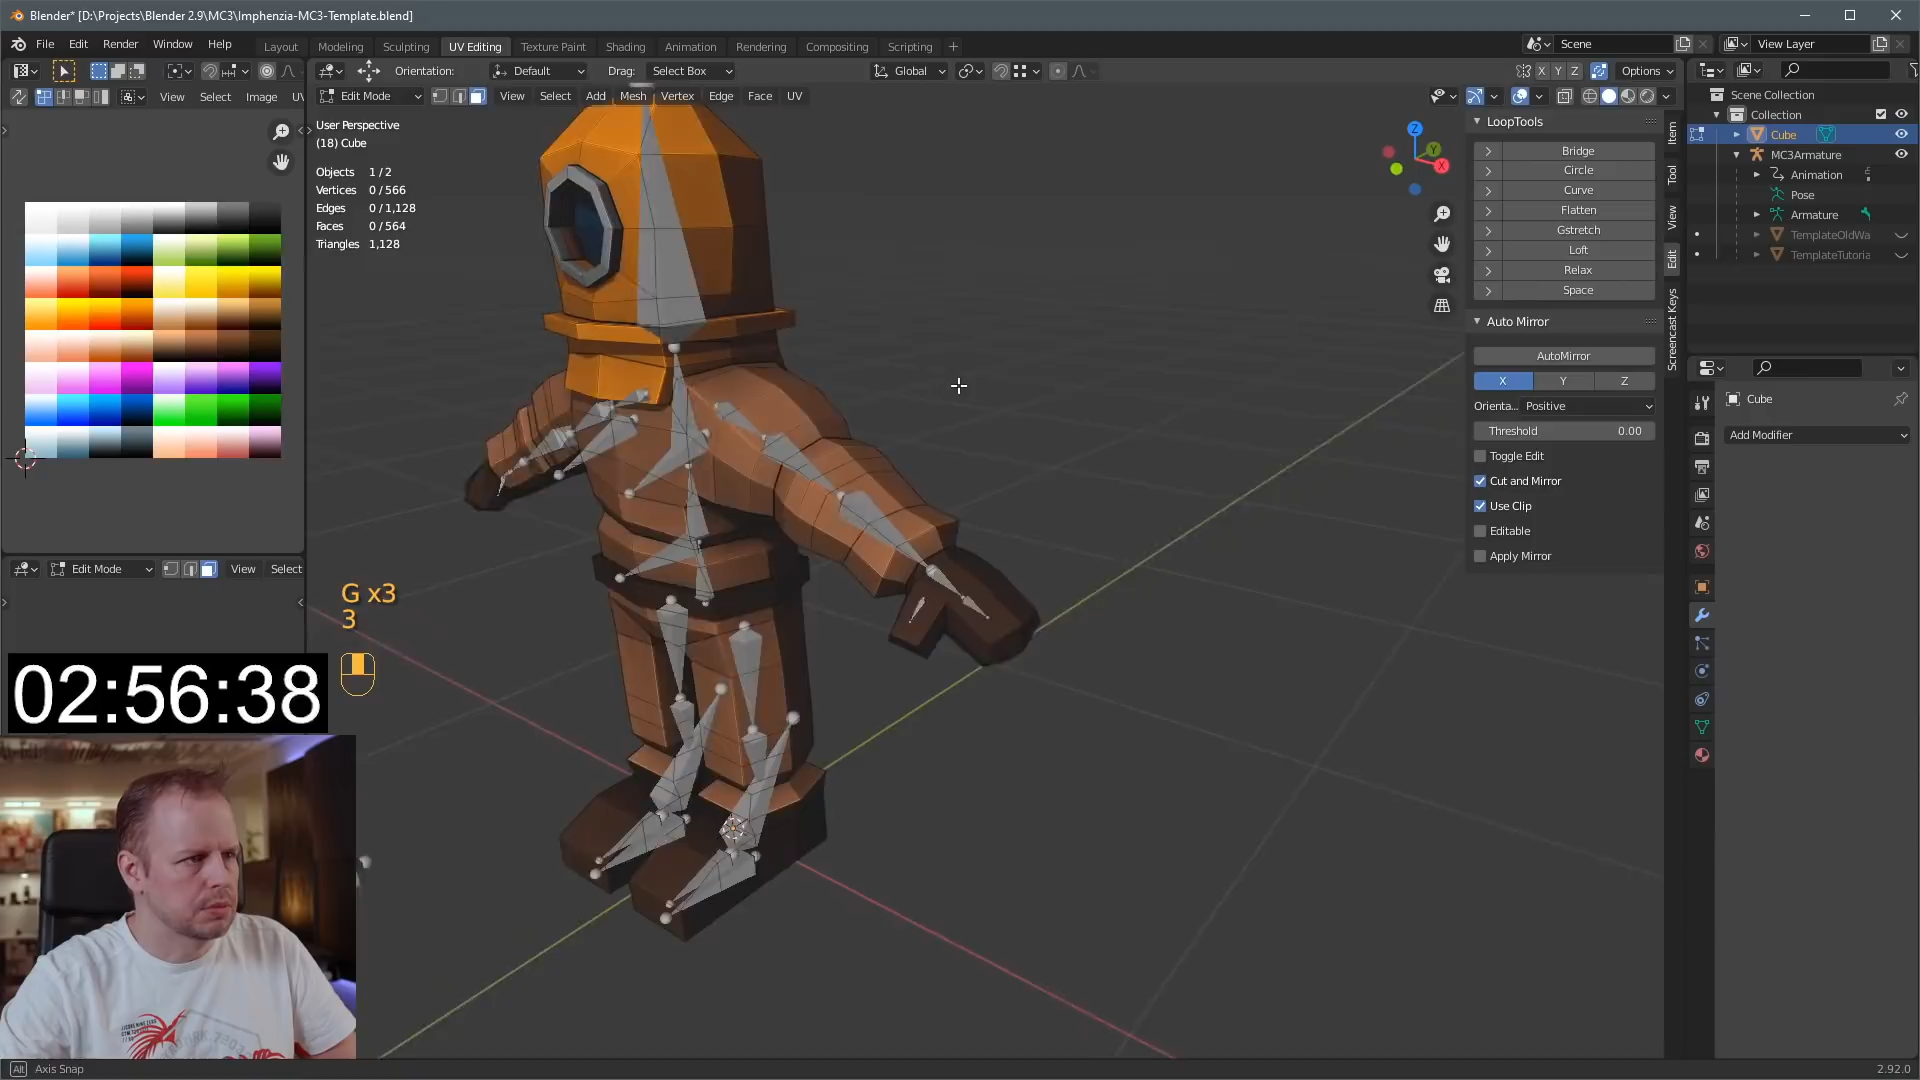 Blender* [D:\Projects\Blender 2.9\MC3\Imphenzia-MC3-Template.blend]
File Edit Render Window Help
Layout Modeling Sculpting UV Editing Texture Paint Shading Animation Rendering Compositing Scripting
Scene
View Layer
Orientation: Default Drag: Select Box
Global
X Y Z Options
View Select Image UV
Edit Mode View Select Add Mesh Vertex Edge Face UV
User Perspective
(18) Cube
Objects 1 / 2
Vertices 0 / 566
Edges 0 / 1,128
Faces 0 / 564
Triangles 1,128
Z
Y
X
LoopTools
Bridge
Circle
Curve
Flatten
Gstretch
Loft
Relax
Space
Auto Mirror
AutoMirror
X Y Z
Orienta... Positive
Threshold 0.00
Toggle Edit
Cut and Mirror
Use Clip
Editable
Apply Mirror
Item
Tool
View
Edit
Screencast Keys
Scene Collection
Collection
Cube
MC3Armature
Animation
Pose
Armature
TemplateOldWa
TemplateTutoria
Cube
Add Modifier
Edit Mode View Select
G x3
3
02:56:38
Alt Axis Snap
2.92.0